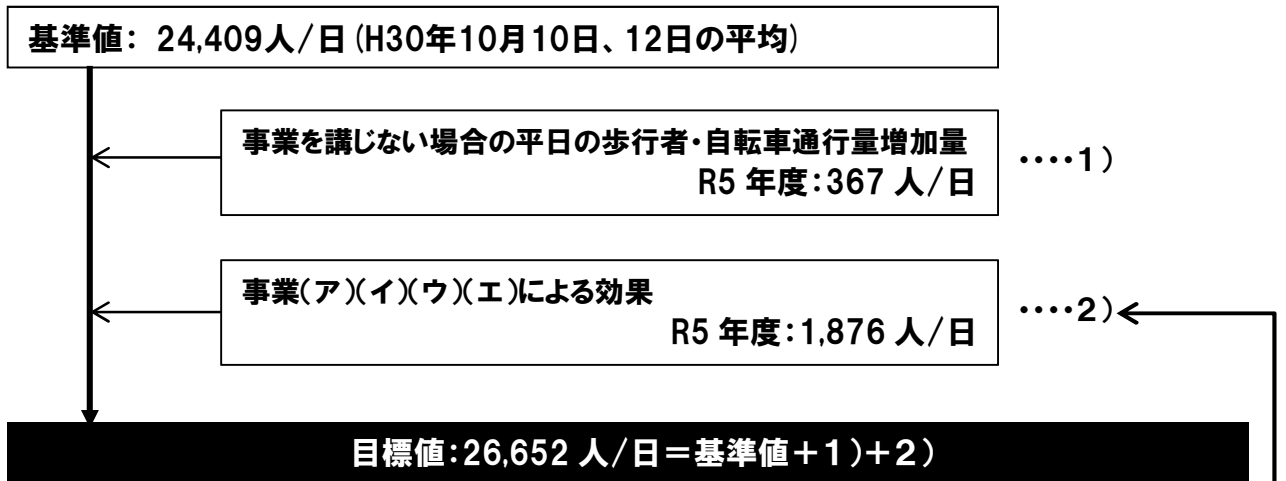 基準値： 24,409人/日(H30年10月10日、12日の平均)
事業を講じない場合の平日の歩行者・自転車通行量増加量
R5 年度：367 人/日
・・・・1）
事業(ア)(イ)(ウ)(エ)による効果
R5 年度：1,876 人/日
・・・・2）
目標値：26,652 人/日＝基準値＋１）＋２）